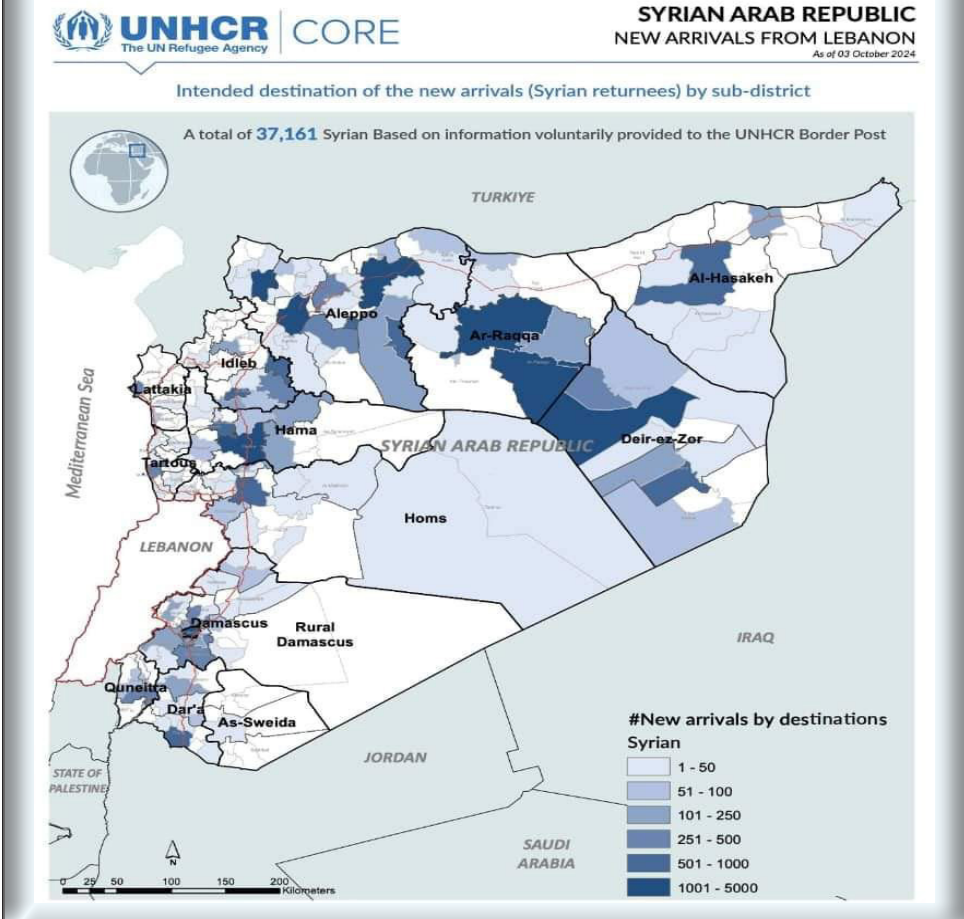 UNHCR
The UN Refugee Agency
CORE
SYRIAN ARAB REPUBLIC
NEW ARRIVALS FROM LEBANON
As of 03 October 2024
Intended destination of the new arrivals (Syrian returnees) by sub-district
A total of 37,161 Syrian Based on information voluntarily provided to the UNHCR Border Post
TURKIYE
Al-Hasakeh
Aleppo
Ar-Raqqa
Idleb
Lattakia
Mediterranean Sea
Hama
SYRIAN ARAB REPUBLIC
Deir-ez-Zor
Tartous
Homs
LEBANON
Damascus
Rural
Damascus
IRAQ
Quneitra
Dar'a
As-Sweida
JORDAN
STATE OF
PALESTINE
SAUDI
ARABIA
#New arrivals by destinations
Syrian
1 - 50
51 - 100
101 - 250
251 - 500
501 - 1000
1001 - 5000
N
0 25 50 100 150 200
Kilometers